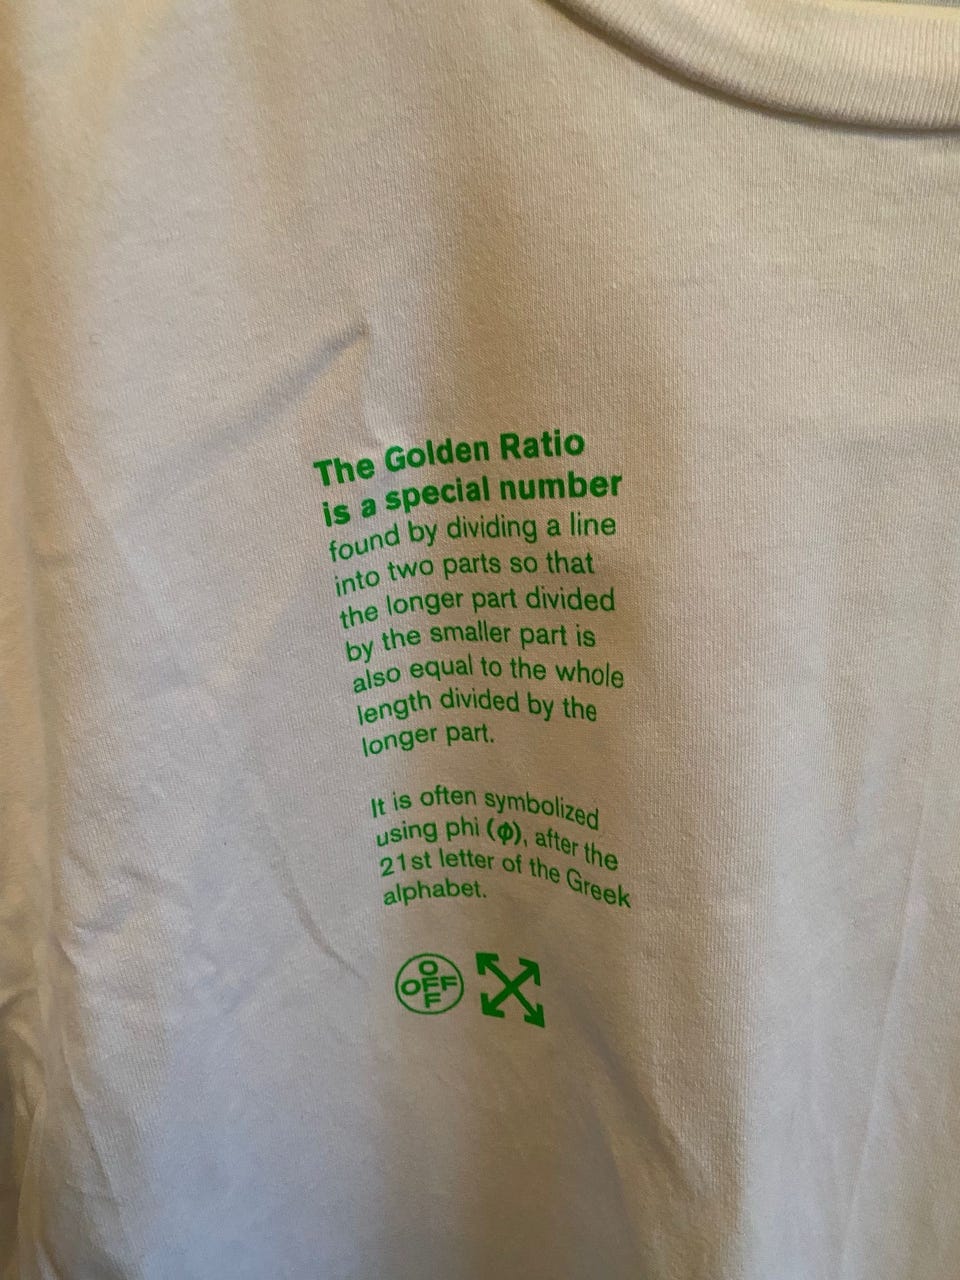 The Golden Ratio
is a special number
found by dividing a line
into two parts so that
the longer part divided
by the smaller part is
also equal to the whole
length divided by the
longer part.
It is often symbolized
using phi (ϕ), after the
21st letter of the Greek
alphabet.
O
OFF
F